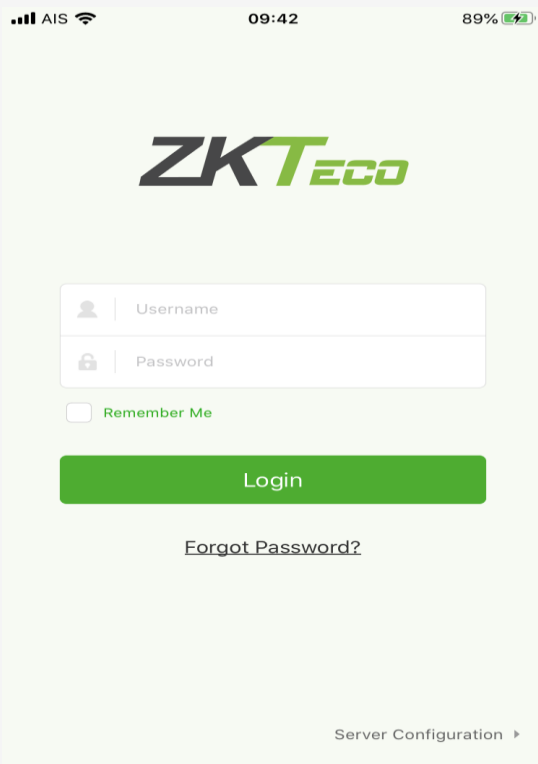 AIS 09:42 89%
ZKTECO
Username
Password
Remember Me
Login
Forgot Password?
Server Configuration